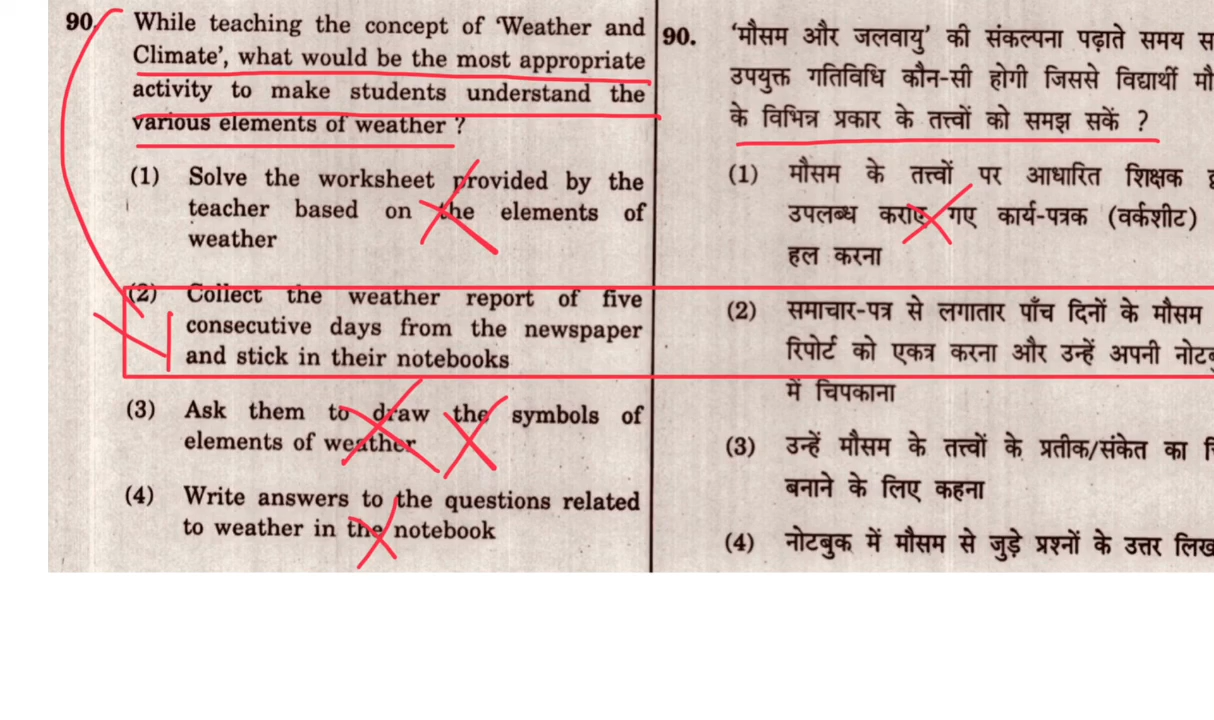 90. While teaching the concept of 'Weather and
Climate', what would be the most appropriate
activity to make students understand the
various elements of weather ?
(1) Solve the worksheet provided by the
teacher based on the elements of
weather
(2) Collect the weather report of five
consecutive days from the newspaper
and stick in their notebooks
(3) Ask them to draw the symbols of
elements of weather
(4) Write answers to the questions related
to weather in the notebook
90. 'मौसम और जलवायु' की संकल्पना पढ़ाते समय
उपयुक्त गतिविधि कौन-सी होगी जिससे विद्यार्थी
के विभिन्न प्रकार के तत्त्वों को समझ सकें ?
(1) मौसम के तत्त्वों पर आधारित शिक्षक
उपलब्ध कराए गए कार्य-पत्रक (वर्कशीट)
हल करना
(2) समाचार-पत्र से लगातार पाँच दिनों के मौसम
रिपोर्ट को एकत्र करना और उन्हें अपनी
में चिपकाना
(3) उन्हें मौसम के तत्त्वों के प्रतीक/संकेत का
बनाने के लिए कहना
(4) नोटबुक में मौसम से जुड़े प्रश्नों के उत्तर